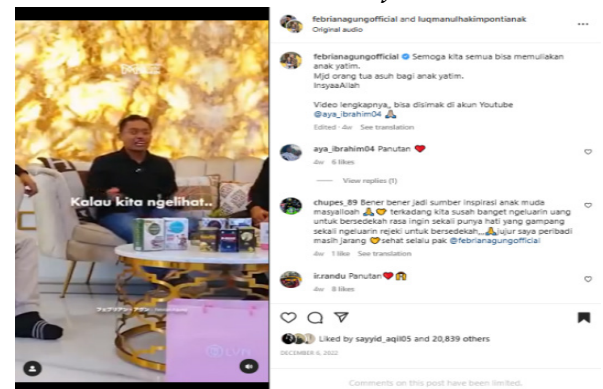 febrianagungofficial and luqmanulhakimpontianak
Original audio
febrianagungofficial Semoga kita semua bisa memuliakan
anak yatim.
Mjd orang tua asuh bagi anak yatim.
InsyaaAllah
Video lengkapnya,, bisa disimak di akun Youtube
@aya_ibrahim04
Edited · 4w See translation
aya_ibrahim04 Panutan
4w 6 likes
View replies (1)
Kalau kita ngelihat..
chupes_89 Bener bener jadi sumber inspirasi anak muda
masyalloah terkadang kita susah banget ngeluarin uang
untuk bersedekah rasa ingin sekali punya hati yang gampang
sekali ngeluarin rejeki untuk bersedekah,,,jujur saya peribadi
masih jarang sehat selalu pak @febrianagungofficial
4w 1 like See translation
ir.randu Panutan
4w 8 likes
Liked by sayyid_aqil05 and 20,839 others
DECEMBER 6, 2022
Comments on this post have been limited.